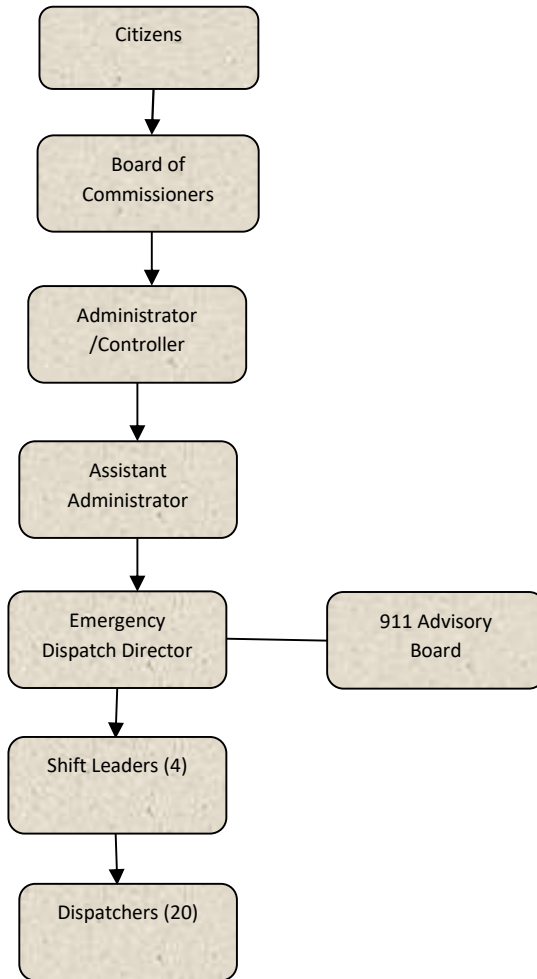 Citizens
Board of
Commissioners
Administrator
/Controller
Assistant
Administrator
Emergency
Dispatch Director
911 Advisory
Board
Shift Leaders (4)
Dispatchers (20)